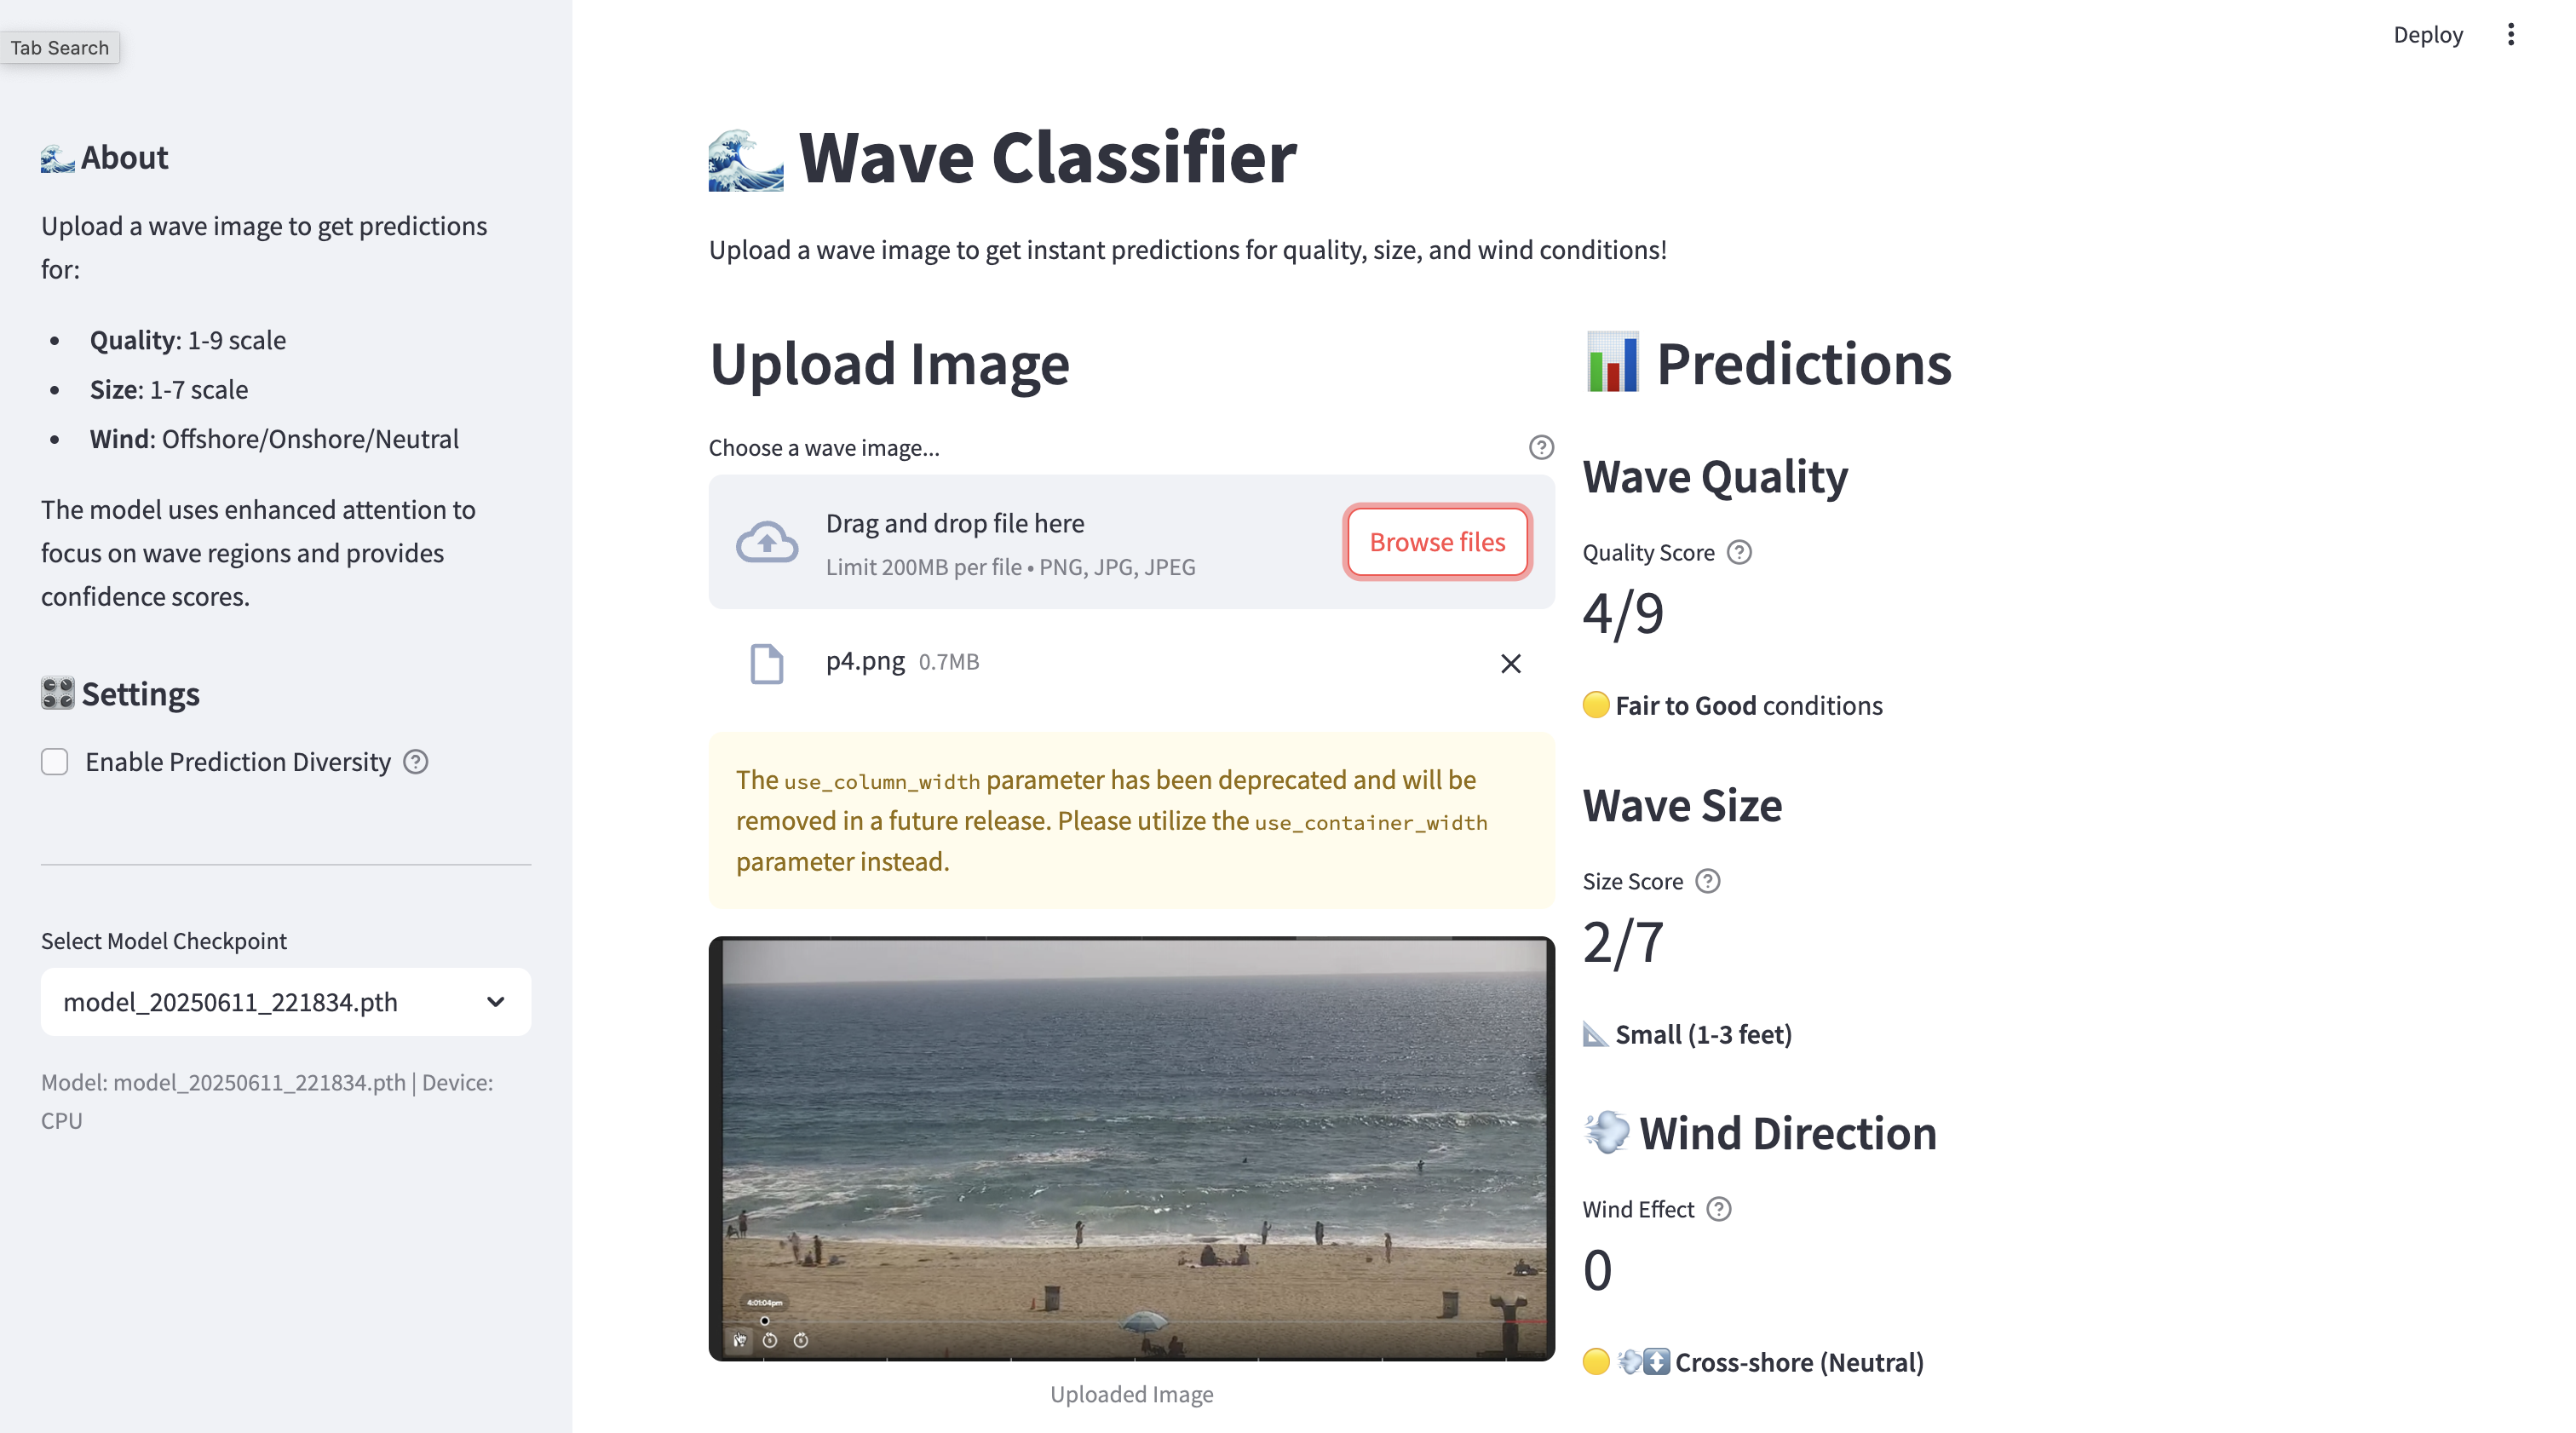 Tab Search
Deploy
About
Upload a wave image to get predictions
for:
• Quality: 1-9 scale
• Size: 1-7 scale
• Wind: Offshore/Onshore/Neutral
The model uses enhanced attention to
focus on wave regions and provides
confidence scores.
Settings
Enable Prediction Diversity
Select Model Checkpoint
model_20250611_221834.pth
Model: model_20250611_221834.pth | Device:
CPU
Wave Classifier
Upload a wave image to get instant predictions for quality, size, and wind conditions!
Upload Image
Choose a wave image...
Drag and drop file here
Limit 200MB per file • PNG, JPG, JPEG
Browse files
p4.png 0.7MB
The use_column_width parameter has been deprecated and will be
removed in a future release. Please utilize the use_container_width
parameter instead.
4:01:04pm
Uploaded Image
Predictions
Wave Quality
Quality Score
4/9
Fair to Good conditions
Wave Size
Size Score
2/7
Small (1-3 feet)
Wind Direction
Wind Effect
0
Cross-shore (Neutral)